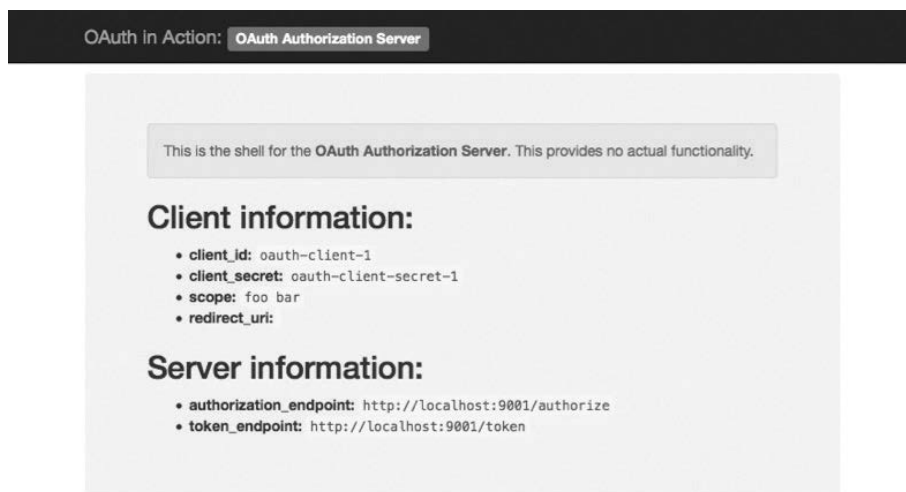 OAuth in Action: OAuth Authorization Server
This is the shell for the OAuth Authorization Server. This provides no actual functionality.
Client information:
• client_id: oauth-client-1
• client_secret: oauth-client-secret-1
• scope: foo bar
• redirect_uri:
Server information:
• authorization_endpoint: http://localhost:9001/authorize
• token_endpoint: http://localhost:9001/token